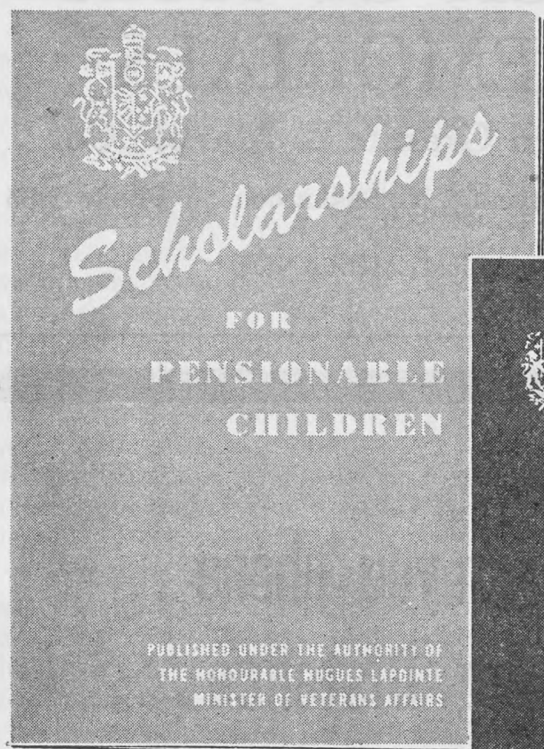 Scholarships
FOR
PENSIONABLE
CHILDREN
PUBLISHED UNDER THE AUTHORITY OF
THE HONOURABLE HUGUES LAPOINTE
MINISTER OF VETERANS AFFAIRS